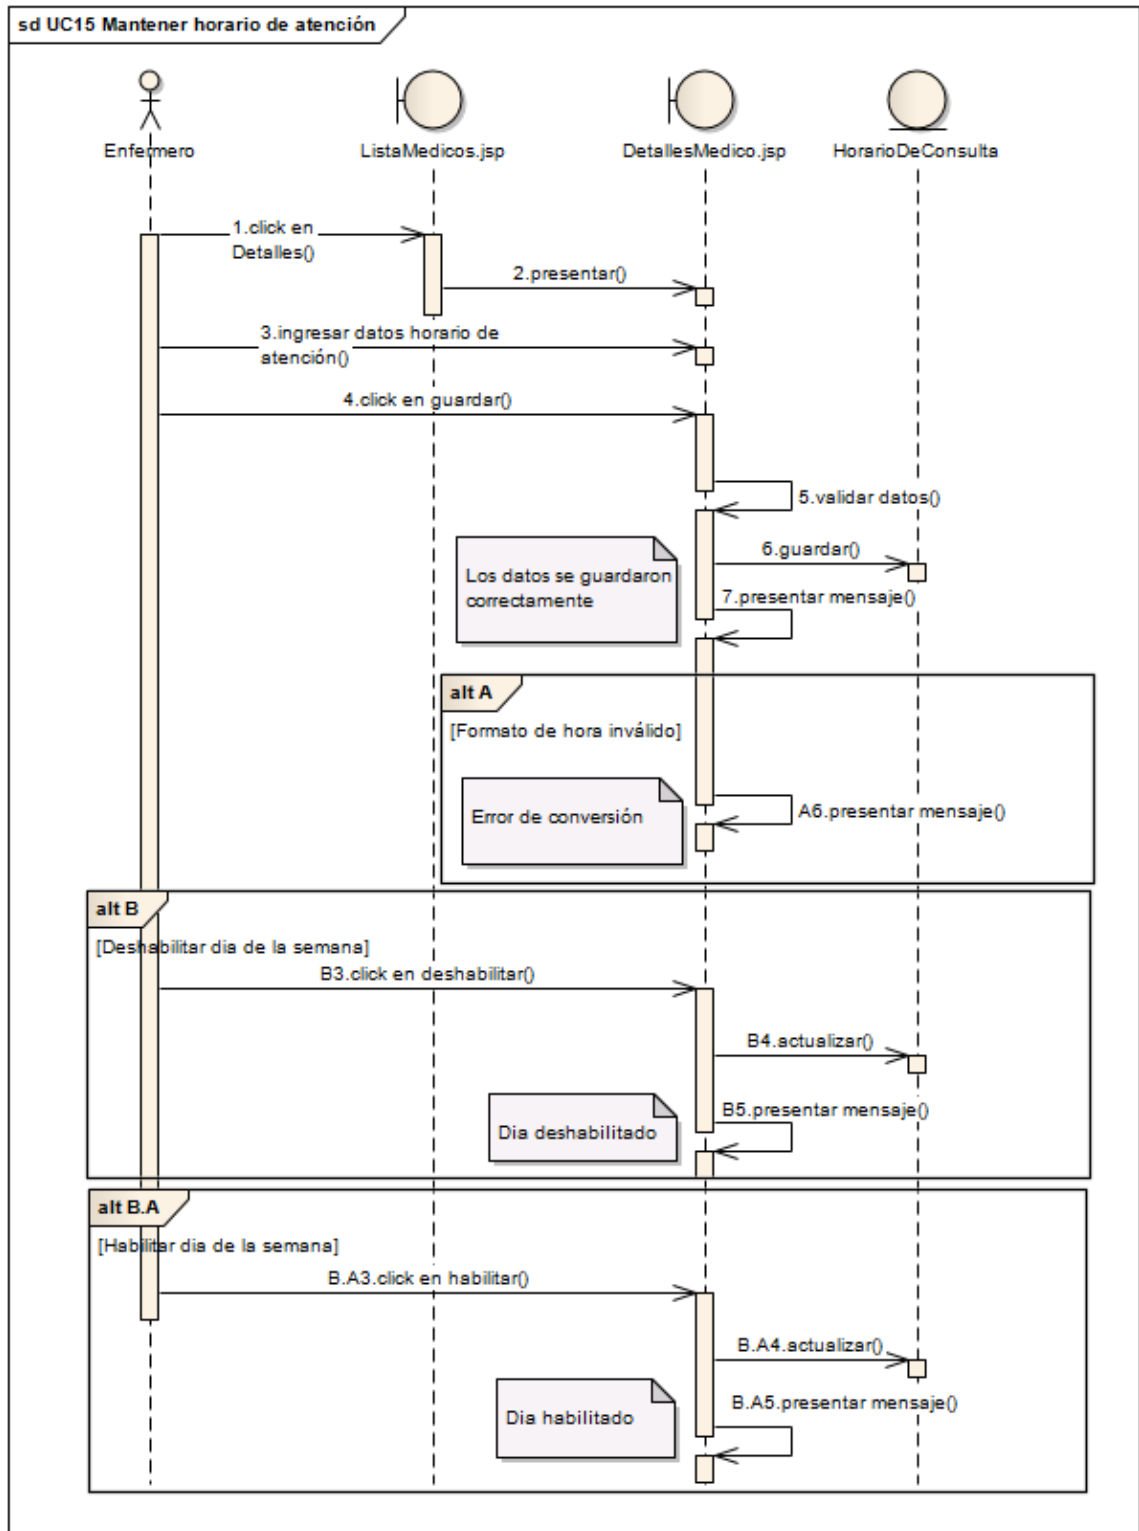 sd UC15 Mantener horario de atención
Enfermero
ListaMedicos.jsp
DetallesMedico.jsp
HorarioDeConsulta
1.click en
Detalles()
2.presentar()
3.ingresar datos horario de
atención()
4.click en guardar()
5.validar datos()
6.guardar()
Los datos se guardaron
correctamente
7.presentar mensaje()
alt A
[Formato de hora inválido]
Error de conversión
A6.presentar mensaje()
alt B
[Deshabilitar dia de la semana]
B3.click en deshabilitar()
B4.actualizar()
B5.presentar mensaje()
Dia deshabilitado
alt B.A
[Habilitar dia de la semana]
B.A3.click en habilitar()
B.A4.actualizar()
B.A5.presentar mensaje()
Dia habilitado